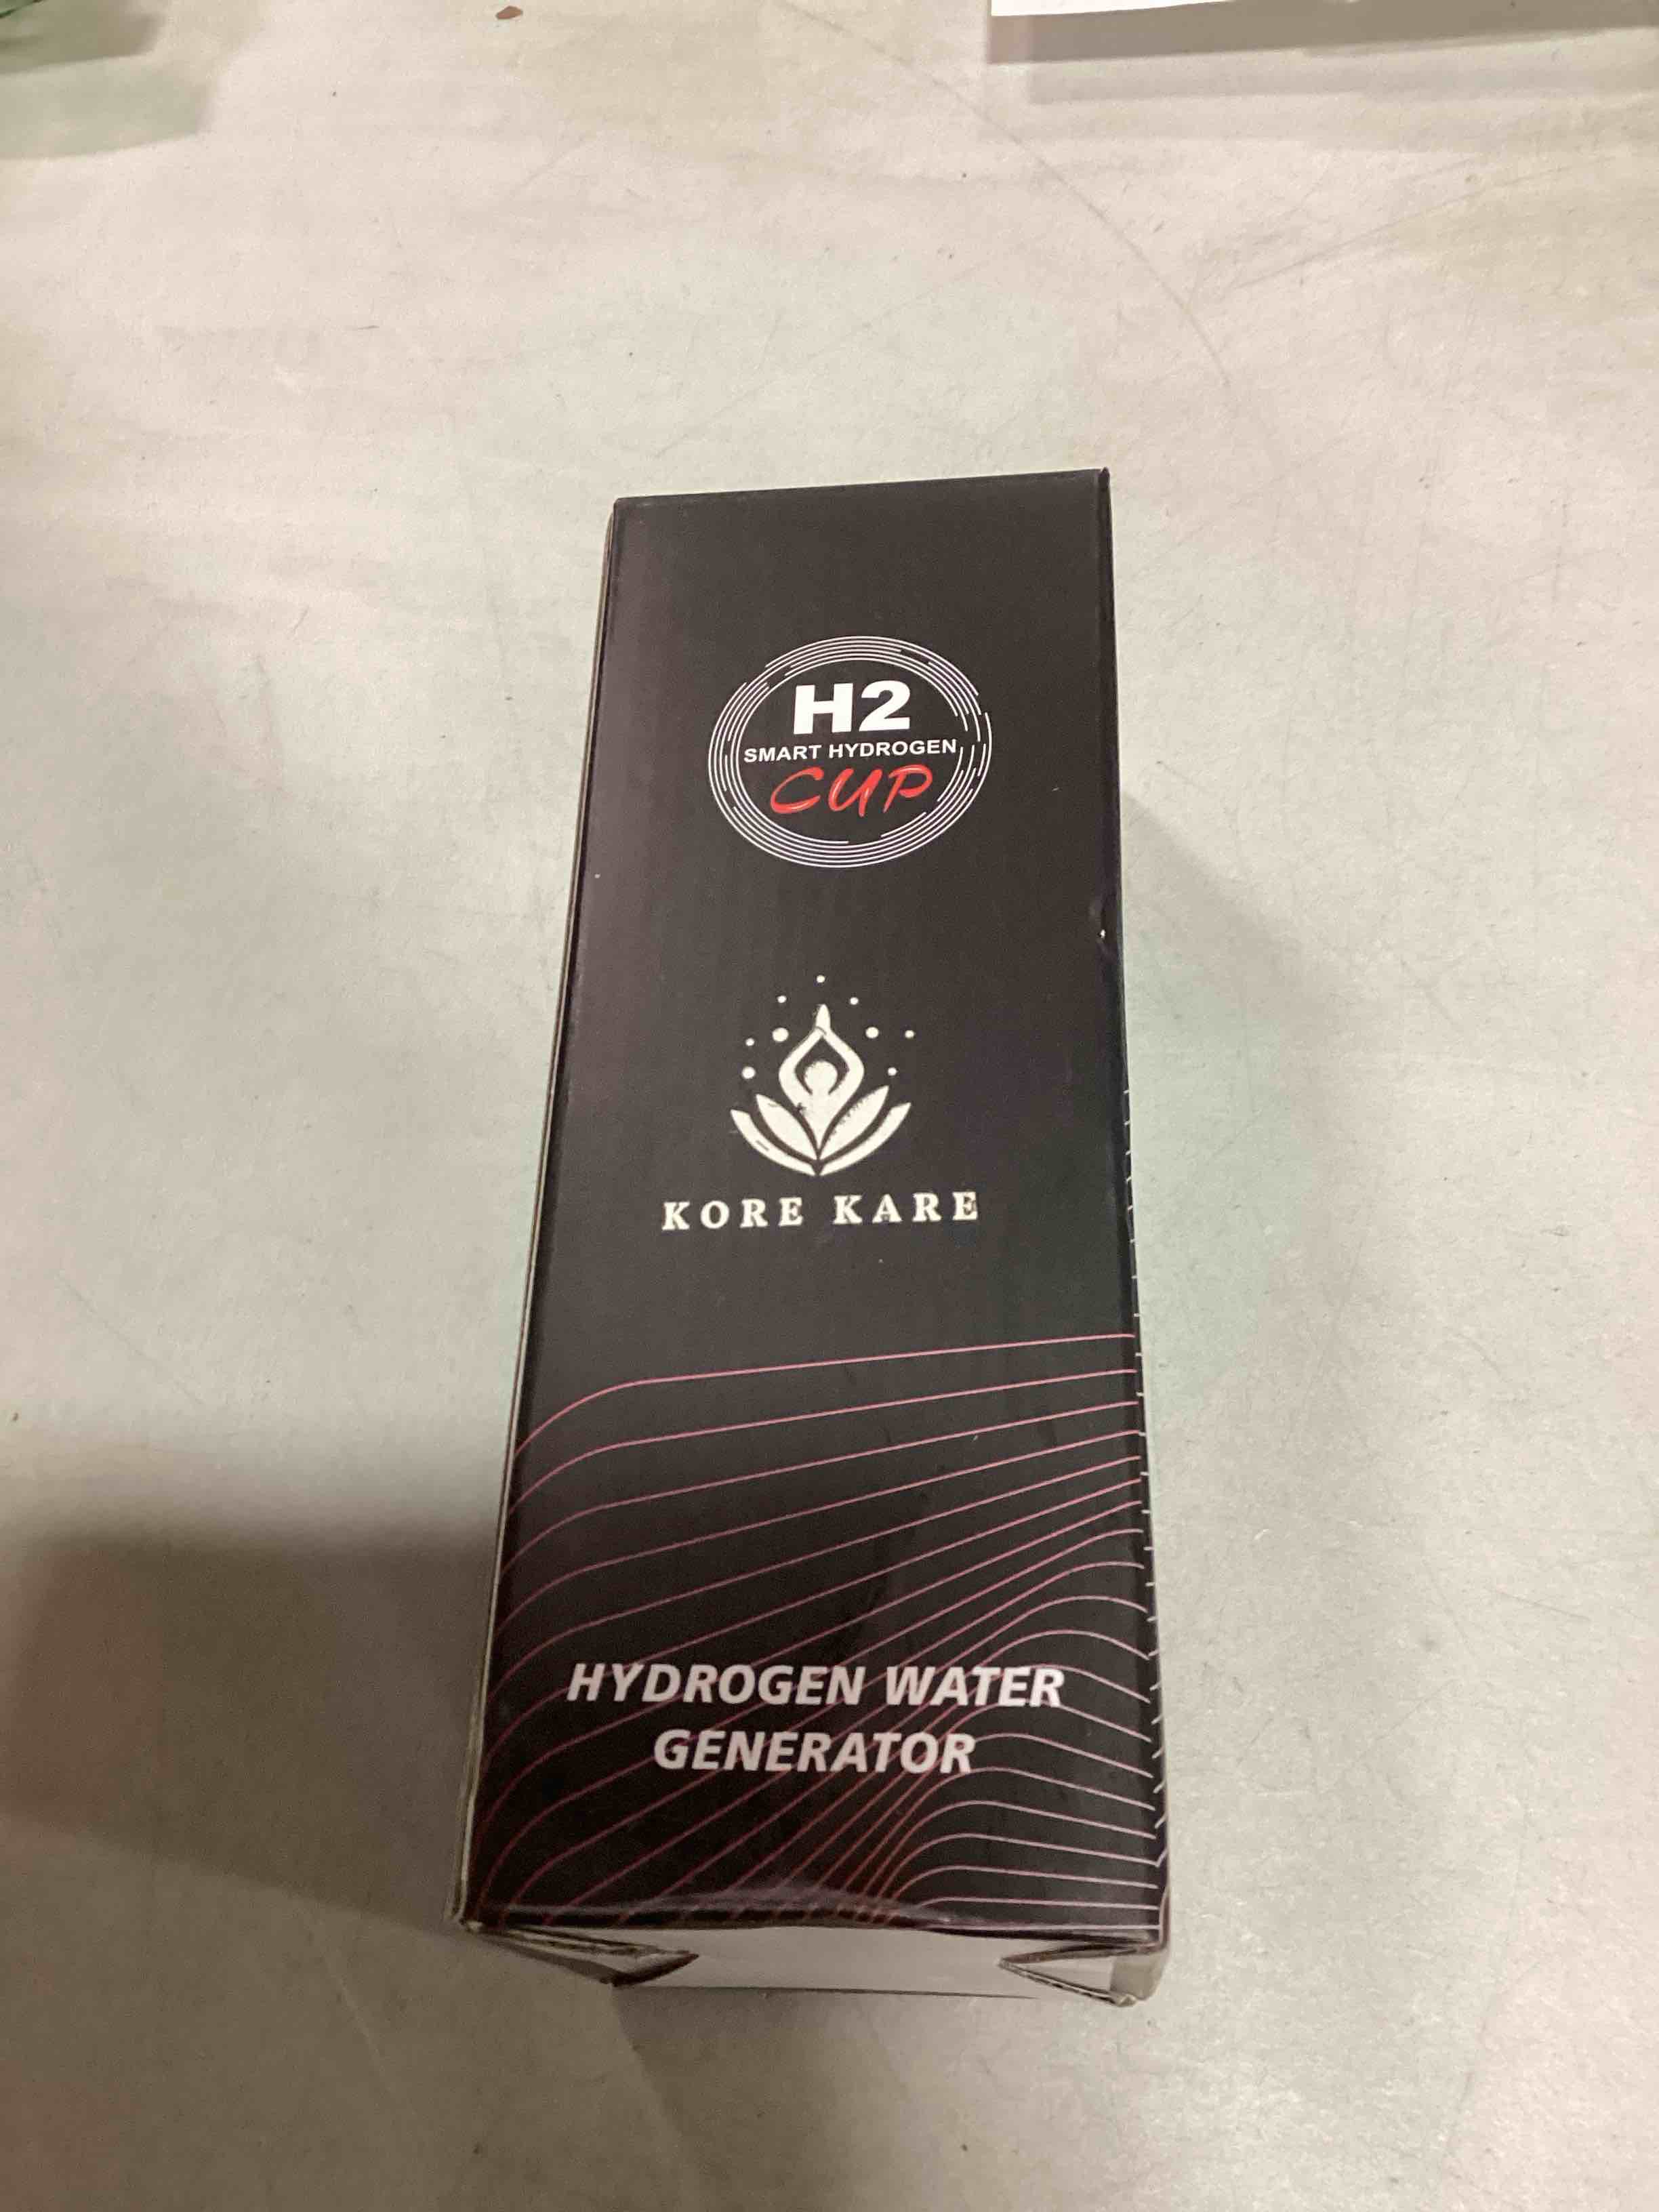 H2
SMART HYDROGEN
CUP
KORE KARE
HYDROGEN WATER
GENERATOR